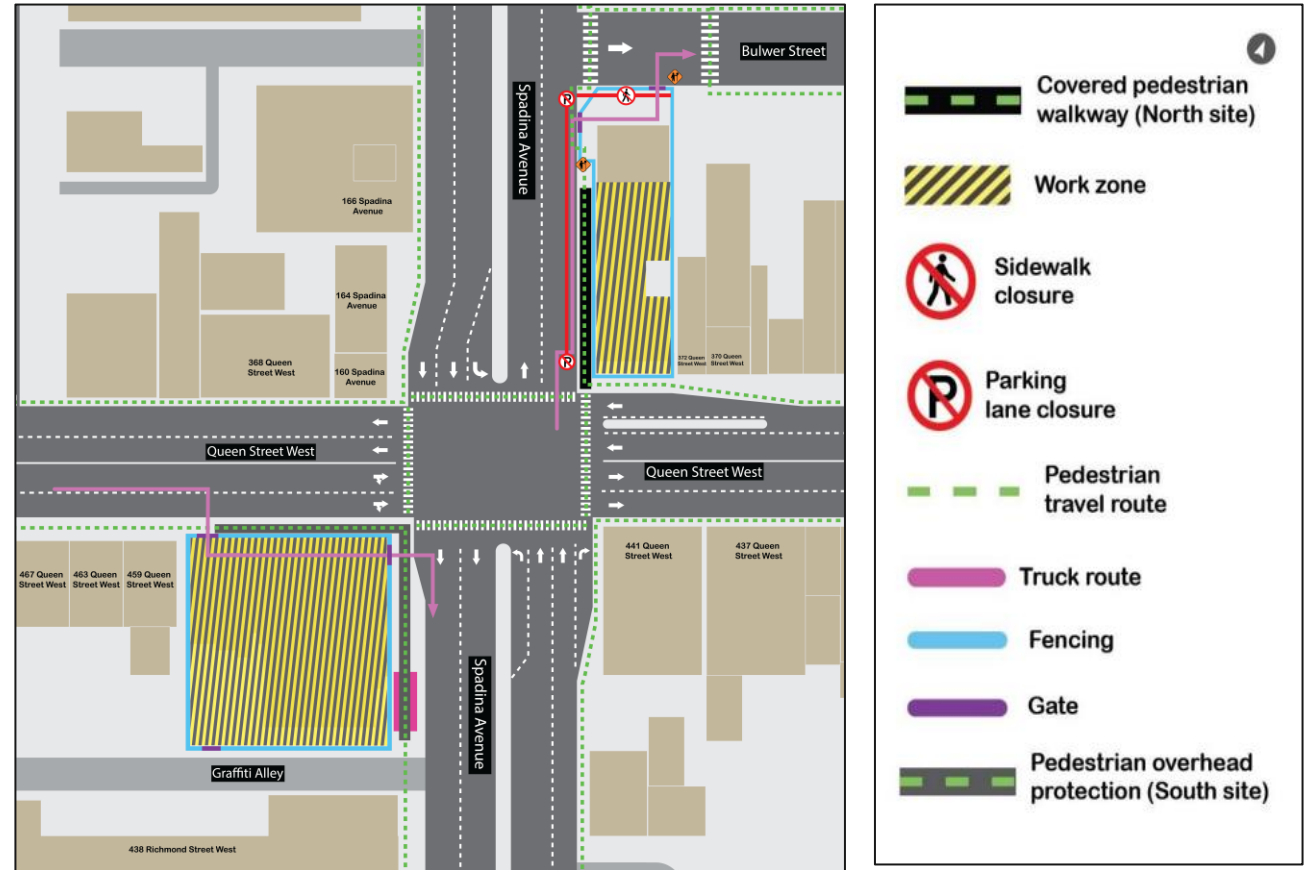 Bulwer Street
Spadina Avenue
166 Spadina
Avenue
164 Spadina
Avenue
368 Queen
Street West
160 Spadina
Avenue
372 Queen
Street West
370 Queen
Street West
Queen Street West
Queen Street West
467 Queen
Street West
463 Queen
Street West
459 Queen
Street West
441 Queen
Street West
437 Queen
Street West
Spadina Avenue
Graffiti Alley
438 Richmond Street West
Covered pedestrian
walkway (North site)
Work zone
Sidewalk
closure
P
Parking
lane closure
Pedestrian
travel route
Truck route
Fencing
Gate
Pedestrian overhead
protection (South site)